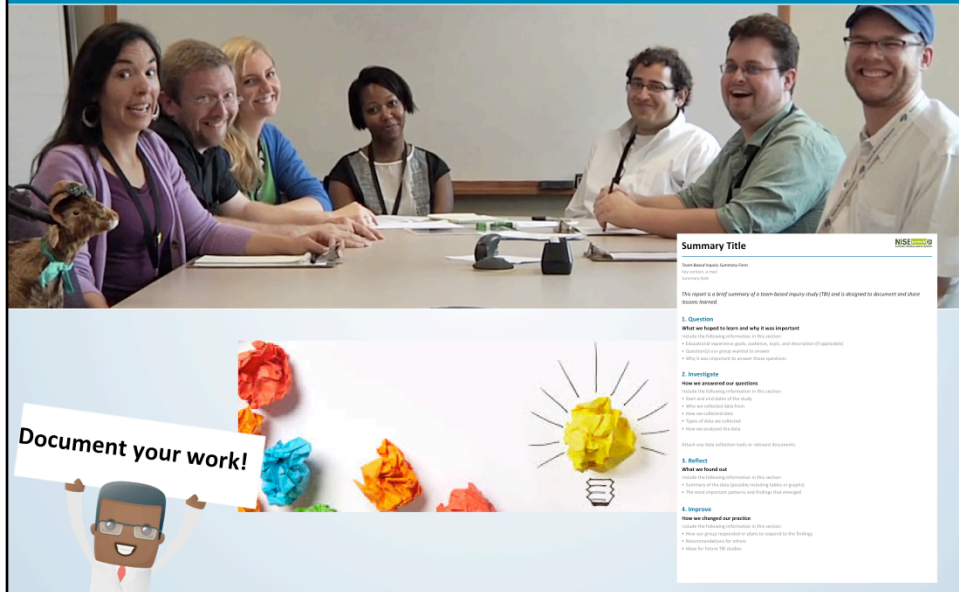 Document your work!
Summary Title
NISE
Team-Based Inquiry Summary Form
Key contact, e-mail
Summary date
This report is a brief summary of a team-based inquiry study (TBI) and is designed to document and share
lessons learned.
1. Question
What we hoped to learn and why it was important
Include the following information in this section:
• Educational experience goals, audience, topic, and description (if applicable)
• Question(s) our group wanted to answer
• Why it was important to answer these questions
2. Investigate
How we answered our questions
Include the following information in this section:
• Start and end dates of the study
• Who we collected data from
• How we collected data
• Types of data we collected
• How we analyzed the data
Attach any data collection tools or relevant documents.
3. Reflect
What we found out
Include the following information in this section:
• Summary of the data (possibly including tables or graphs)
• The most important patterns and findings that emerged
4. Improve
How we changed our practice
Include the following information in this section:
• How our group responded or plans to respond to the findings
• Recommendations for others
• Ideas for future TBI studies